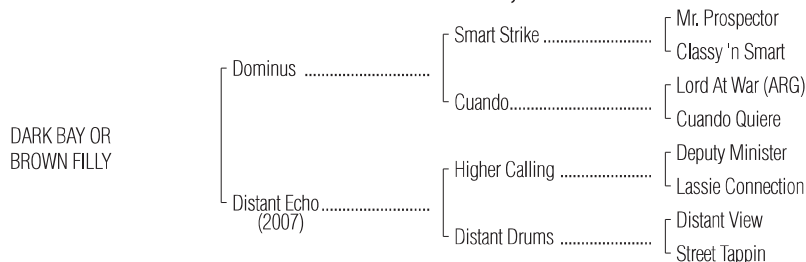 Mr. Prospector
Smart Strike ......................
Classy 'n Smart
Dominus ..................................
Lord At War (ARG)
Cuando................................
Cuando Quiere
DARK BAY OR
BROWN FILLY
Deputy Minister
Higher Calling ........................
Lassie Connection
Distant Echo.............................
(2007)
Distant View
Distant Drums ........................
Street Tappin